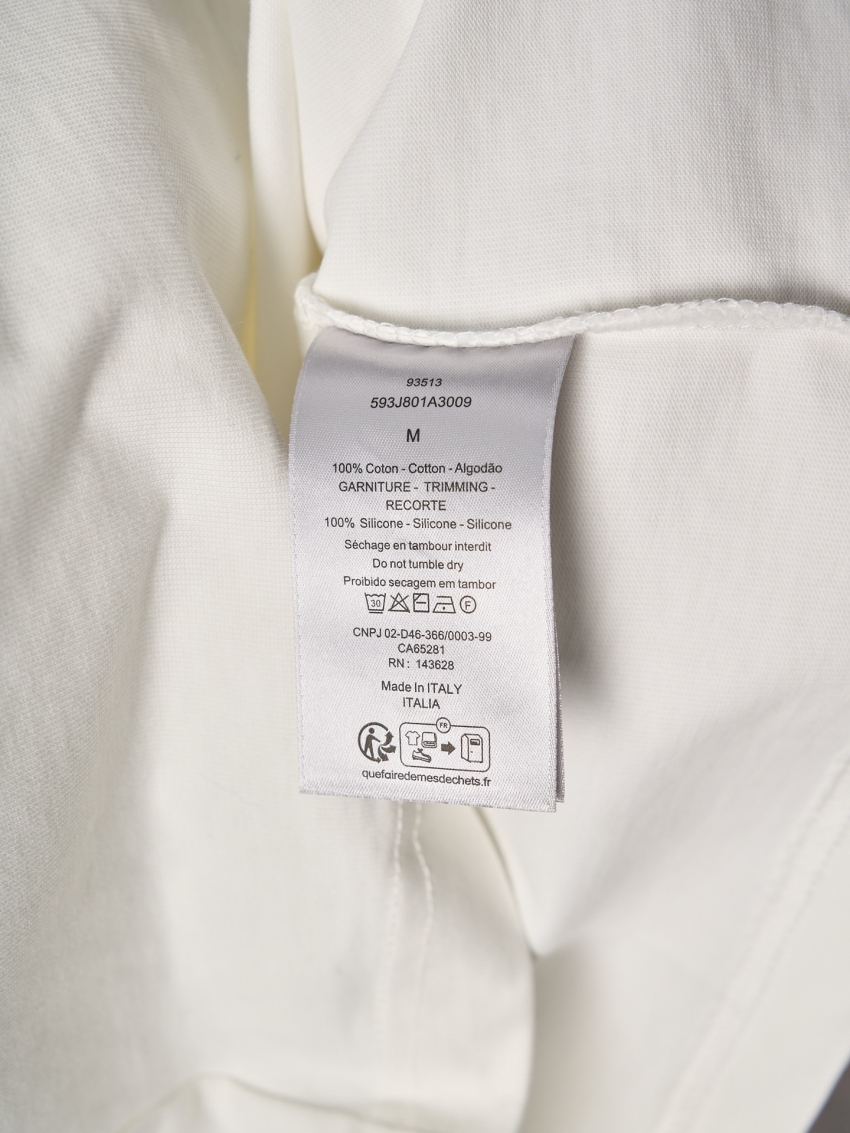 93513
593J801A3009
M
100% Coton - Cotton - Algodão
GARNITURE - TRIMMING -
RECORTE
100% Silicone - Silicone - Silicone
Séchage en tambour interdit
Do not tumble dry
Proibido secagem em tambor
30 F
CNPJ 02-D46-366/0003-99
CA65281
RN : 143628
Made In ITALY
ITALIA
FR
quefairedemesdechets.fr